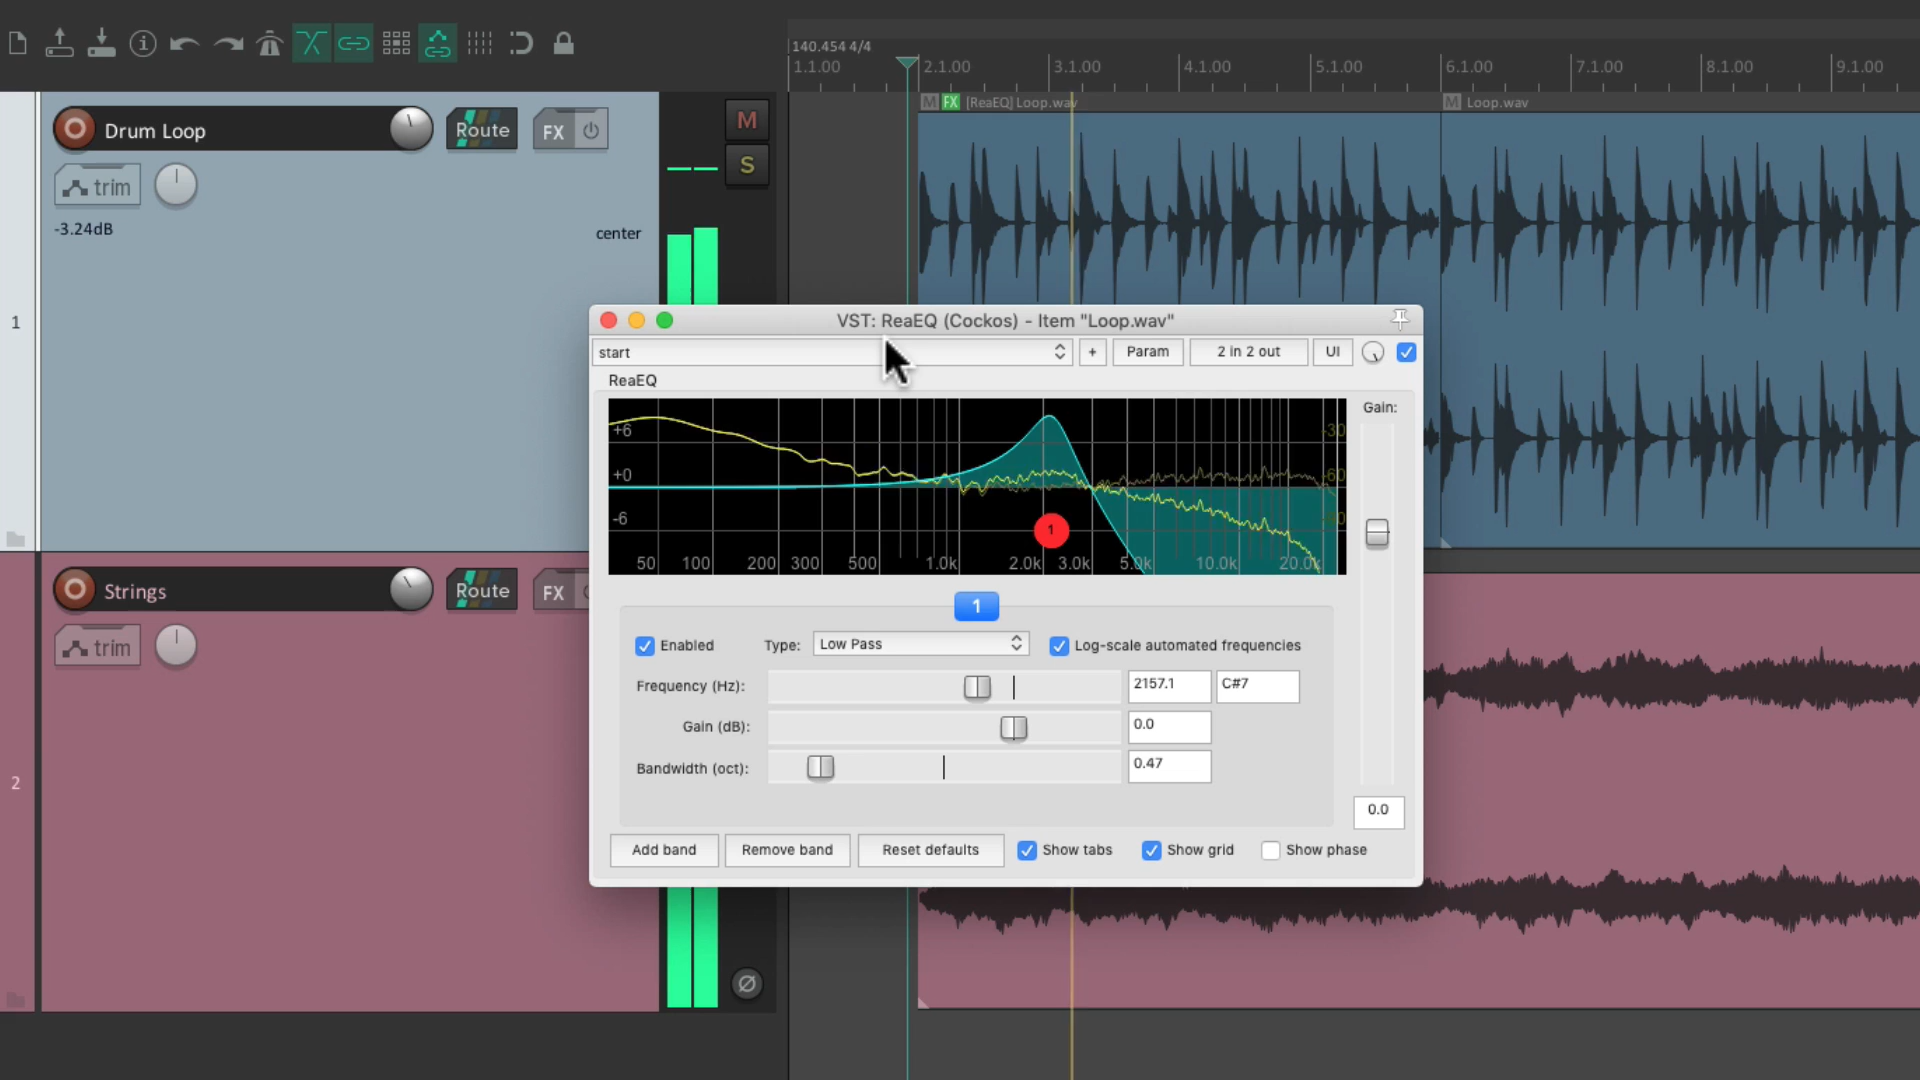 140.454 4/4
1.1.00 2.1.00 3.1.00 4.1.00 5.1.00 6.1.00 7.1.00 8.1.00 9.1.00
M FX [ReaEQ] Loop.wav M Loop.wav
Drum Loop Route FX M
trim S
-3.24dB center
1
VST: ReaEQ (Cockos) - Item "Loop.wav"
start + Param 2 in 2 out UI
ReaEQ
Gain:
+6 -30
+0 -60
-6 -90
1
50 100 200 300 500 1.0k 2.0k 3.0k 5.0k 10.0k 20.0k
Strings Route FX
1
trim
Enabled Type: Low Pass Log-scale automated frequencies
Frequency (Hz): 2157.1 C#7
Gain (dB): 0.0
Bandwidth (oct): 0.47
2
0.0
Add band Remove band Reset defaults Show tabs Show grid Show phase